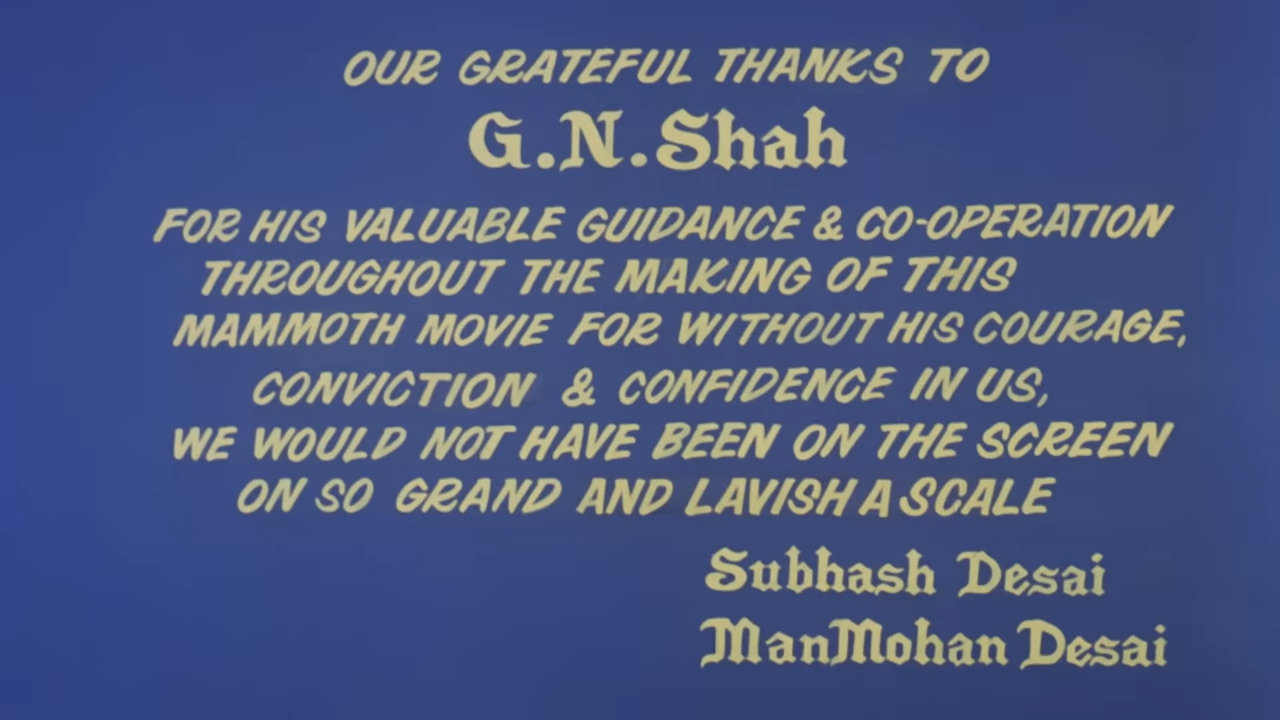 OUR GRATEFUL THANKS TO
G.N.Shah
FOR HIS VALUABLE GUIDANCE & CO-OPERATION
THROUGHOUT THE MAKING OF THIS
MAMMOTH MOVIE FOR WITHOUT HIS COURAGE,
CONVICTION & CONFIDENCE IN US,
WE WOULD NOT HAVE BEEN ON THE SCREEN
ON SO GRAND AND LAVISH A SCALE
Subhash Desai
ManMohan Desai